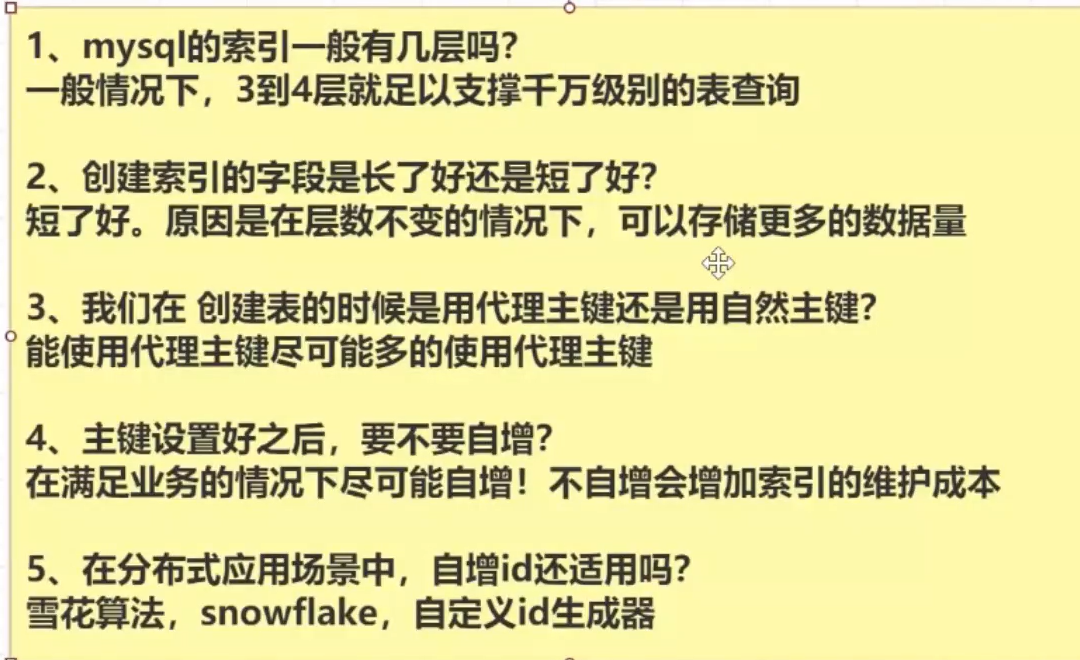 1、mysql的索引一般有几层吗?
一般情况下，3到4层就足以支撑千万级别的表查询
2、创建索引的字段是长了好还是短了好?
短了好。原因是在层数不变的情况下，可以存储更多的数据量
3、我们在 创建表的时候是用代理主键还是用自然主键?
能使用代理主键尽可能多的使用代理主键
4、主键设置好之后，要不要自增?
在满足业务的情况下尽可能自增！不自增会增加索引的维护成本
5、在分布式应用场景中，自增id还适用吗?
雪花算法，snowflake，自定义id生成器